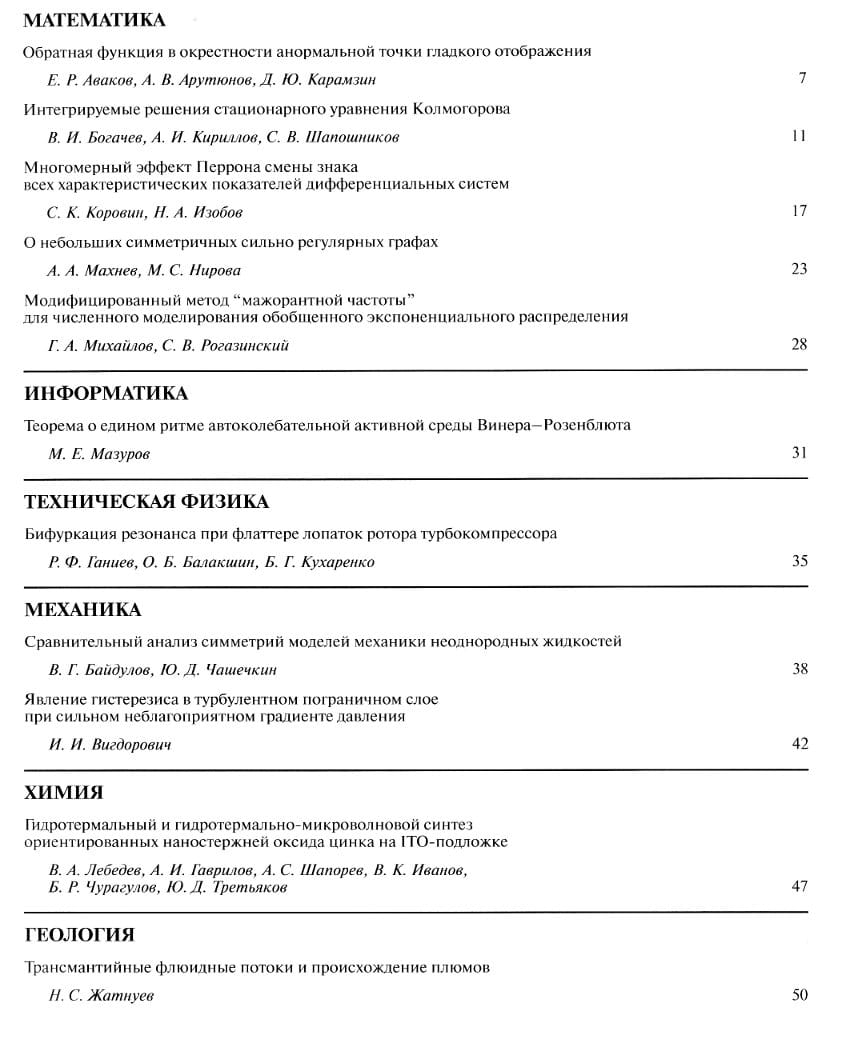 МАТЕМАТИКА
Обратная функция в окрестности анормальной точки гладкого отображения
Е. Р. Аваков, А. В. Арутюнов, Д. Ю. Карамзин 7
Интегрируемые решения стационарного уравнения Колмогорова
В. И. Богачев, А. И. Кириллов, С. В. Шапошников 11
Многомерный эффект Перрона смены знака
всех характеристических показателей дифференциальных систем
С. К. Коровин, Н. А. Изобов 17
О небольших симметричных сильно регулярных графах
А. А. Махнев, М. С. Нирова 23
Модифицированный метод “мажорантной частоты”
для численного моделирования обобщенного экспоненциального распределения
Г. А. Михайлов, С. В. Рогазинский 28
ИНФОРМАТИКА
Теорема о едином ритме автоколебательной активной среды Винера–Розенблюта
М. Е. Мазуров 31
ТЕХНИЧЕСКАЯ ФИЗИКА
Бифуркация резонанса при флаттере лопаток ротора турбокомпрессора
Р. Ф. Ганиев, О. Б. Балакшин, Б. Г. Кухаренко 35
МЕХАНИКА
Сравнительный анализ симметрий моделей механики неоднородных жидкостей
В. Г. Байдулов, Ю. Д. Чашечкин 38
Явление гистерезиса в турбулентном пограничном слое
при сильном неблагоприятном градиенте давления
И. И. Вигдорович 42
ХИМИЯ
Гидротермальный и гидротермально-микроволновой синтез
ориентированных наностержней оксида цинка на ITO-подложке
В. А. Лебедев, А. И. Гаврилов, А. С. Шапорев, В. К. Иванов,
Б. Р. Чурагулов, Ю. Д. Третьяков 47
ГЕОЛОГИЯ
Трансмантийные флюидные потоки и происхождение плюмов
Н. С. Жатнуев 50